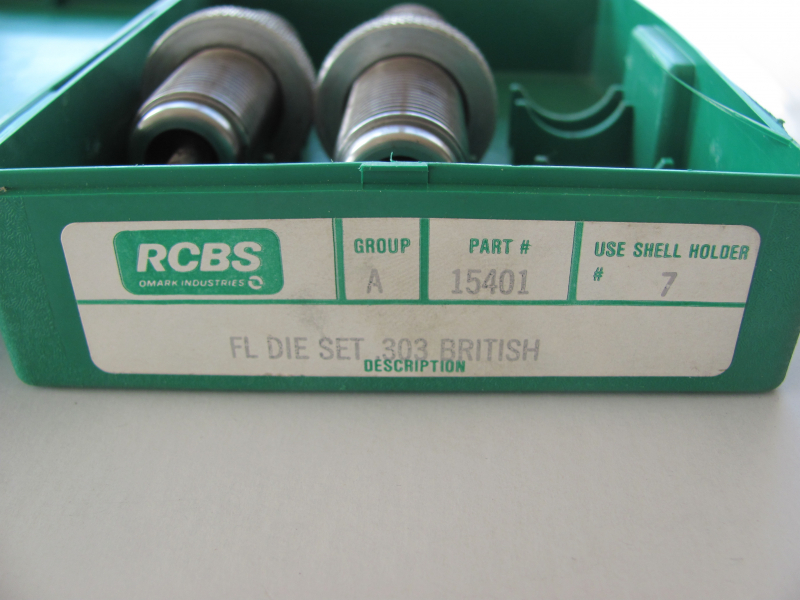 RCBS
OMARK INDUSTRIES
GROUP
A
PART #
15401
USE SHELL HOLDER
# 7
FL DIE SET .303 BRITISH
DESCRIPTION